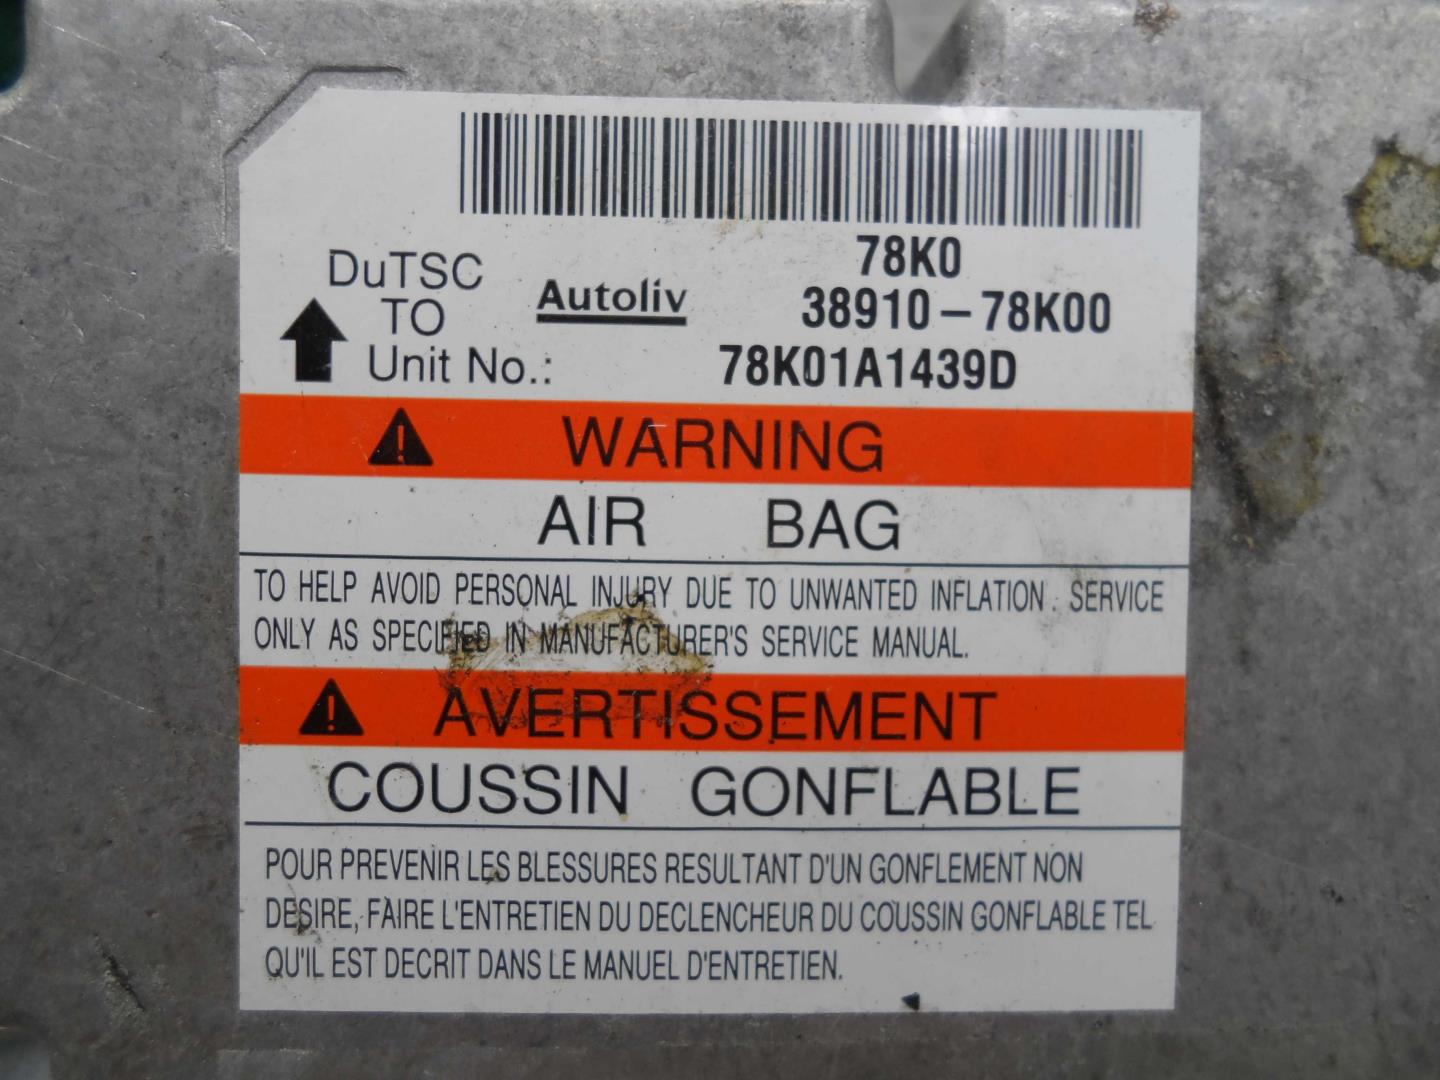 78K0
DuTSC
TO
Autoliv
38910-78K00
Unit No.: 78K01A1439D
WARNING
AIR BAG
TO HELP AVOID PERSONAL INJURY DUE TO UNWANTED INFLATION. SERVICE
ONLY AS SPECIFIED IN MANUFACTURER'S SERVICE MANUAL.
AVERTISSEMENT
COUSSIN GONFLABLE
POUR PREVENIR LES BLESSURES RESULTANT D'UN GONFLEMENT NON
DESIRE, FAIRE L'ENTRETIEN DU DECLENCHEUR DU COUSSIN GONFLABLE TEL
QU'IL EST DECRIT DANS LE MANUEL D'ENTRETIEN.